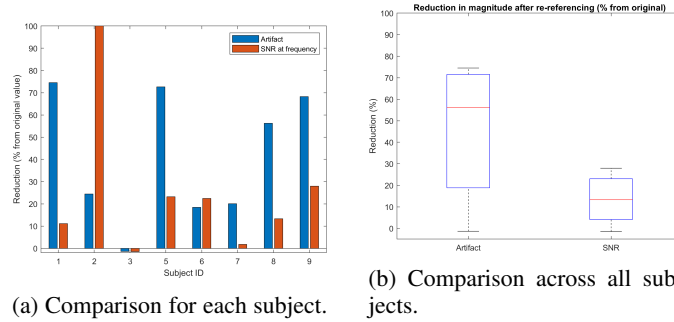 Reduction (% from original value)
100
90
80
70
60
50
40
30
20
10
0
Artifact
SNR at frequency
1 2 3 5 6 7 8 9
Subject ID
(a) Comparison for each subject.
Reduction in magnitude after re-referencing (% from original)
Reduction (%)
100
90
80
70
60
50
40
30
20
10
0
Artifact SNR
(b) Comparison across all sub-
jects.